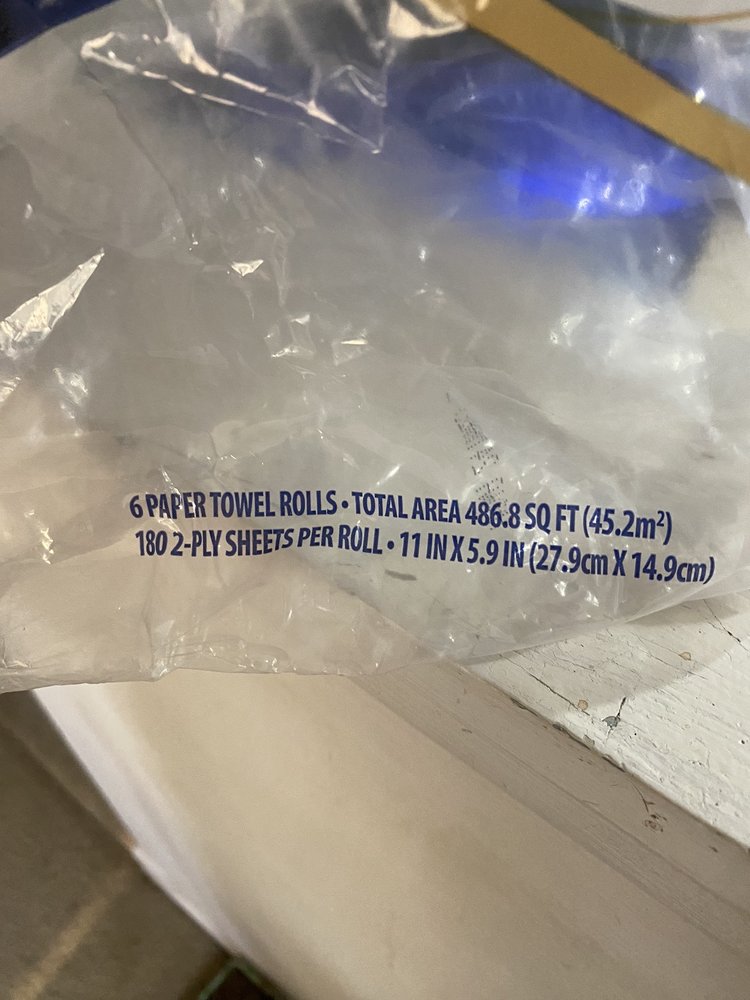 6 PAPER TOWEL ROLLS • TOTAL AREA 486.8 SQ FT (45.2m²)
180 2-PLY SHEETS PER ROLL • 11 IN X 5.9 IN (27.9cm X 14.9cm)